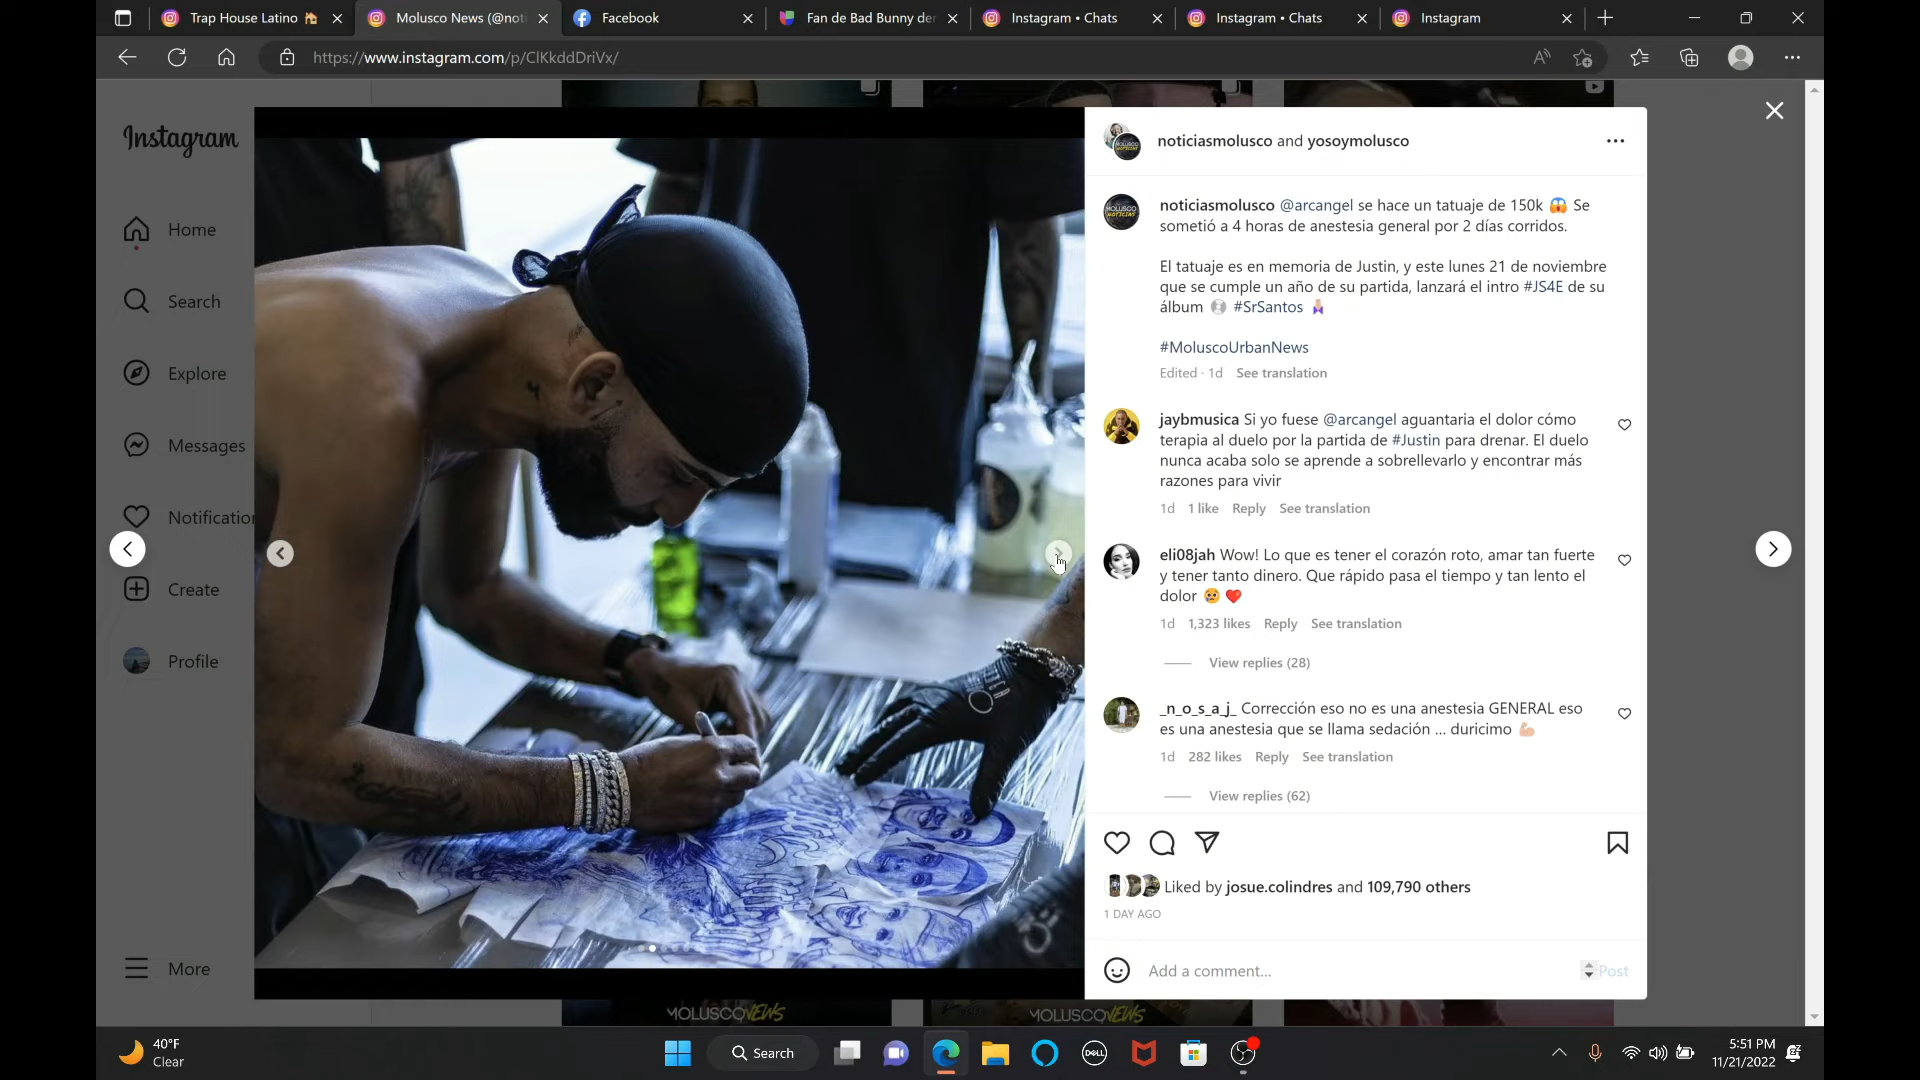 Trap House Latino 🏠
Molusco News (@noti
Facebook
Fan de Bad Bunny der
Instagram • Chats
Instagram • Chats
Instagram
https://www.instagram.com/p/ClKkddDriVx/
Instagram
Home
Search
Explore
Messages
Notification
Create
Profile
More
noticiasmolusco and yosoymolusco
noticiasmolusco @arcangel se hace un tatuaje de 150k 😱 Se
sometió a 4 horas de anestesia general por 2 días corridos.
El tatuaje es en memoria de Justin, y este lunes 21 de noviembre
que se cumple un año de su partida, lanzará el intro #JS4E de su
álbum 💿 #SrSantos
#MoluscoUrbanNews
Edited · 1d See translation
jaybmusica Si yo fuese @arcangel aguantaria el dolor cómo
terapia al duelo por la partida de #Justin para drenar. El duelo
nunca acaba solo se aprende a sobrellevarlo y encontrar más
razones para vivir
1d 1 like Reply See translation
eli08jah Wow! Lo que es tener el corazón roto, amar tan fuerte
y tener tanto dinero. Que rápido pasa el tiempo y tan lento el
dolor 😢 ❤️
1d 1,323 likes Reply See translation
View replies (28)
_n_o_s_a_j_ Corrección eso no es una anestesia GENERAL eso
es una anestesia que se llama sedación ... duricimo 💪🏼
1d 282 likes Reply See translation
View replies (62)
Liked by josue.colindres and 109,790 others
1 DAY AGO
Add a comment...
Post
MOLUSCO NEWS
MOLUSCO NEWS
40°F
Clear
Search
DELL
5:51 PM
11/21/2022